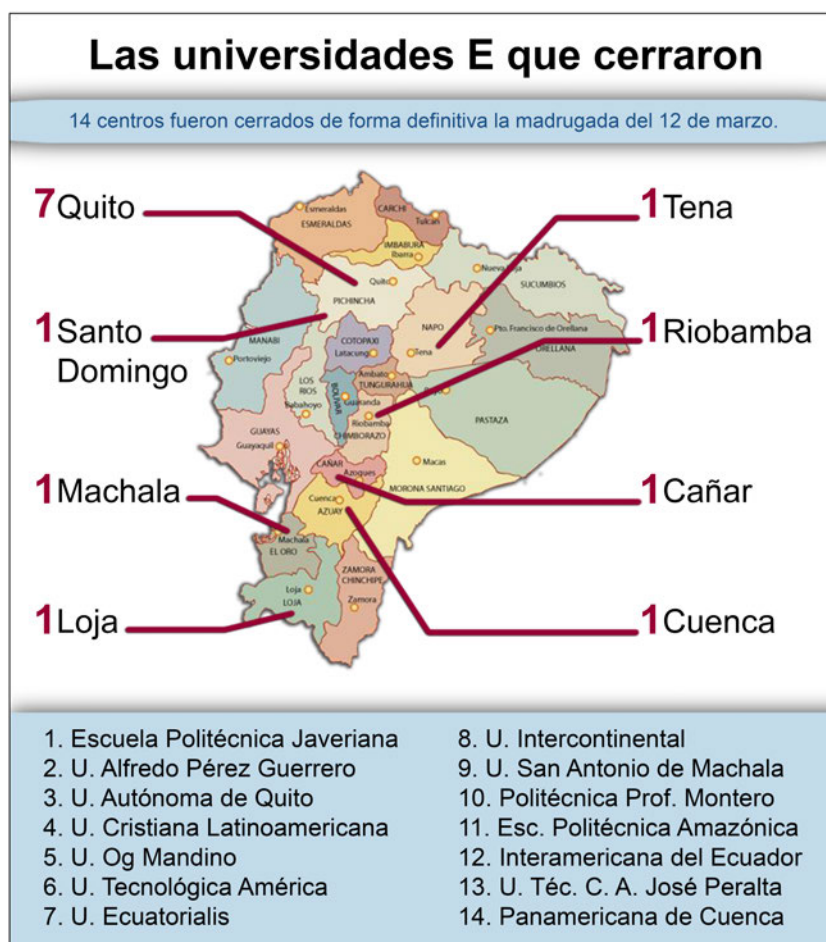 Las universidades E que cerraron
14 centros fueron cerrados de forma definitiva la madrugada del 12 de marzo.
7 Quito
1 Santo
Domingo
1 Machala
1 Loja
1 Tena
1 Riobamba
1 Cañar
1 Cuenca
Esmeraldas
ESMERALDAS
CARCHI
Tulcan
IMBABURA
Ibarra
Nueva Loja
SUCUMBIOS
Quito
PICHINCHA
NAPO
Tena
Pto. Francisco de Orellana
ORELLANA
MANABI
Portoviejo
COTOPAXI
Latacung
Ambato
TUNGURAHUA
LOS
RIOS
Babahoyo
BOLIVAR
Guaranda
Riobamba
CHIMBORAZO
PASTAZA
GUAYAS
Guayaquil
CAÑAR
Azogues
Macas
MORONA SANTIAGO
Cuenca
AZUAY
Machala
EL ORO
Loja
LOJA
ZAMORA
CHINCHIPE
Zamora
1. Escuela Politécnica Javeriana
2. U. Alfredo Pérez Guerrero
3. U. Autónoma de Quito
4. U. Cristiana Latinoamericana
5. U. Og Mandino
6. U. Tecnológica América
7. U. Ecuatorialis
8. U. Intercontinental
9. U. San Antonio de Machala
10. Politécnica Prof. Montero
11. Esc. Politécnica Amazónica
12. Interamericana del Ecuador
13. U. Téc. C. A. José Peralta
14. Panamericana de Cuenca